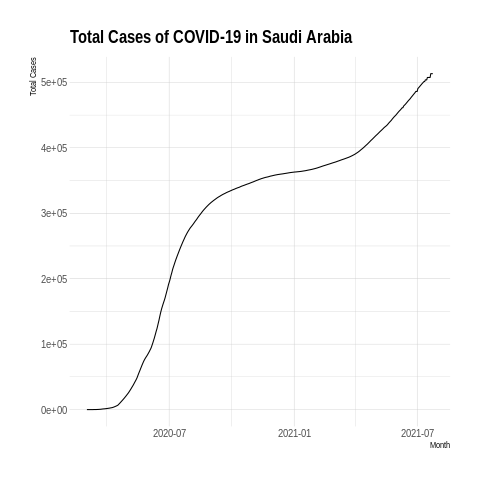 Total Cases of COVID-19 in Saudi Arabia
Total Cases
5e+05
4e+05
3e+05
2e+05
1e+05
0e+00
2020-07 2021-01 2021-07
Month